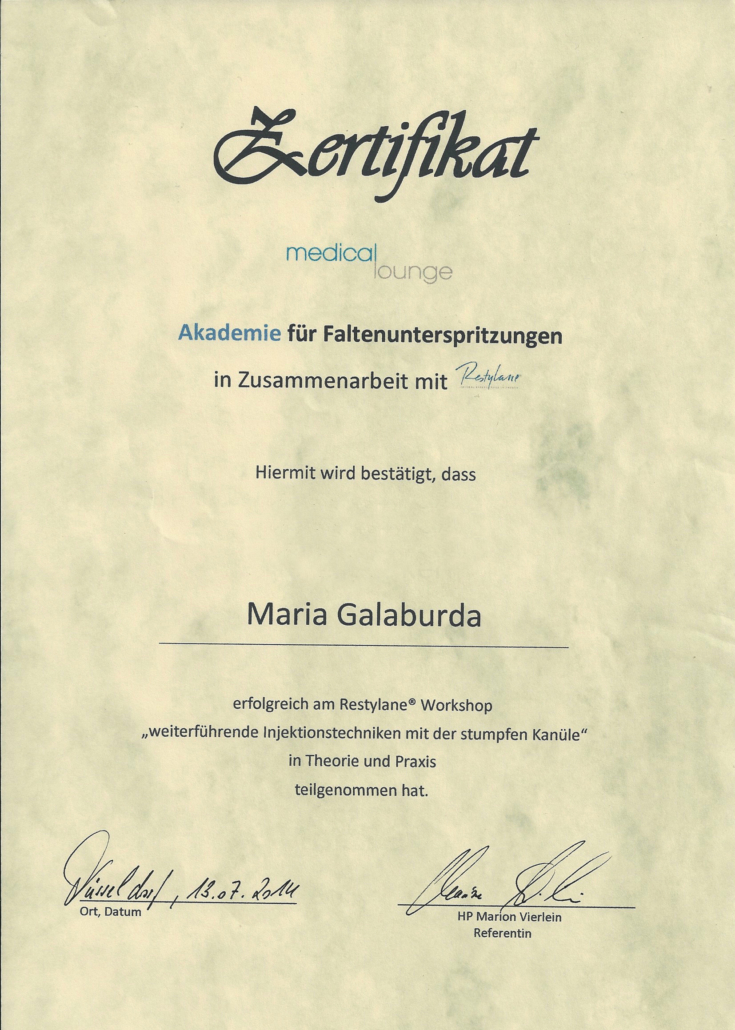 Zertifikat
medical
lounge
Akademie für Faltenunterspritzungen
in Zusammenarbeit mit Restylane
Hiermit wird bestätigt, dass
Maria Galaburda
erfolgreich am Restylane® Workshop
„weiterführende Injektionstechniken mit der stumpfen Kanüle“
in Theorie und Praxis
teilgenommen hat.
Düsseldorf, 13.07.2014
Ort, Datum
HP Marion Vierlein
Referentin